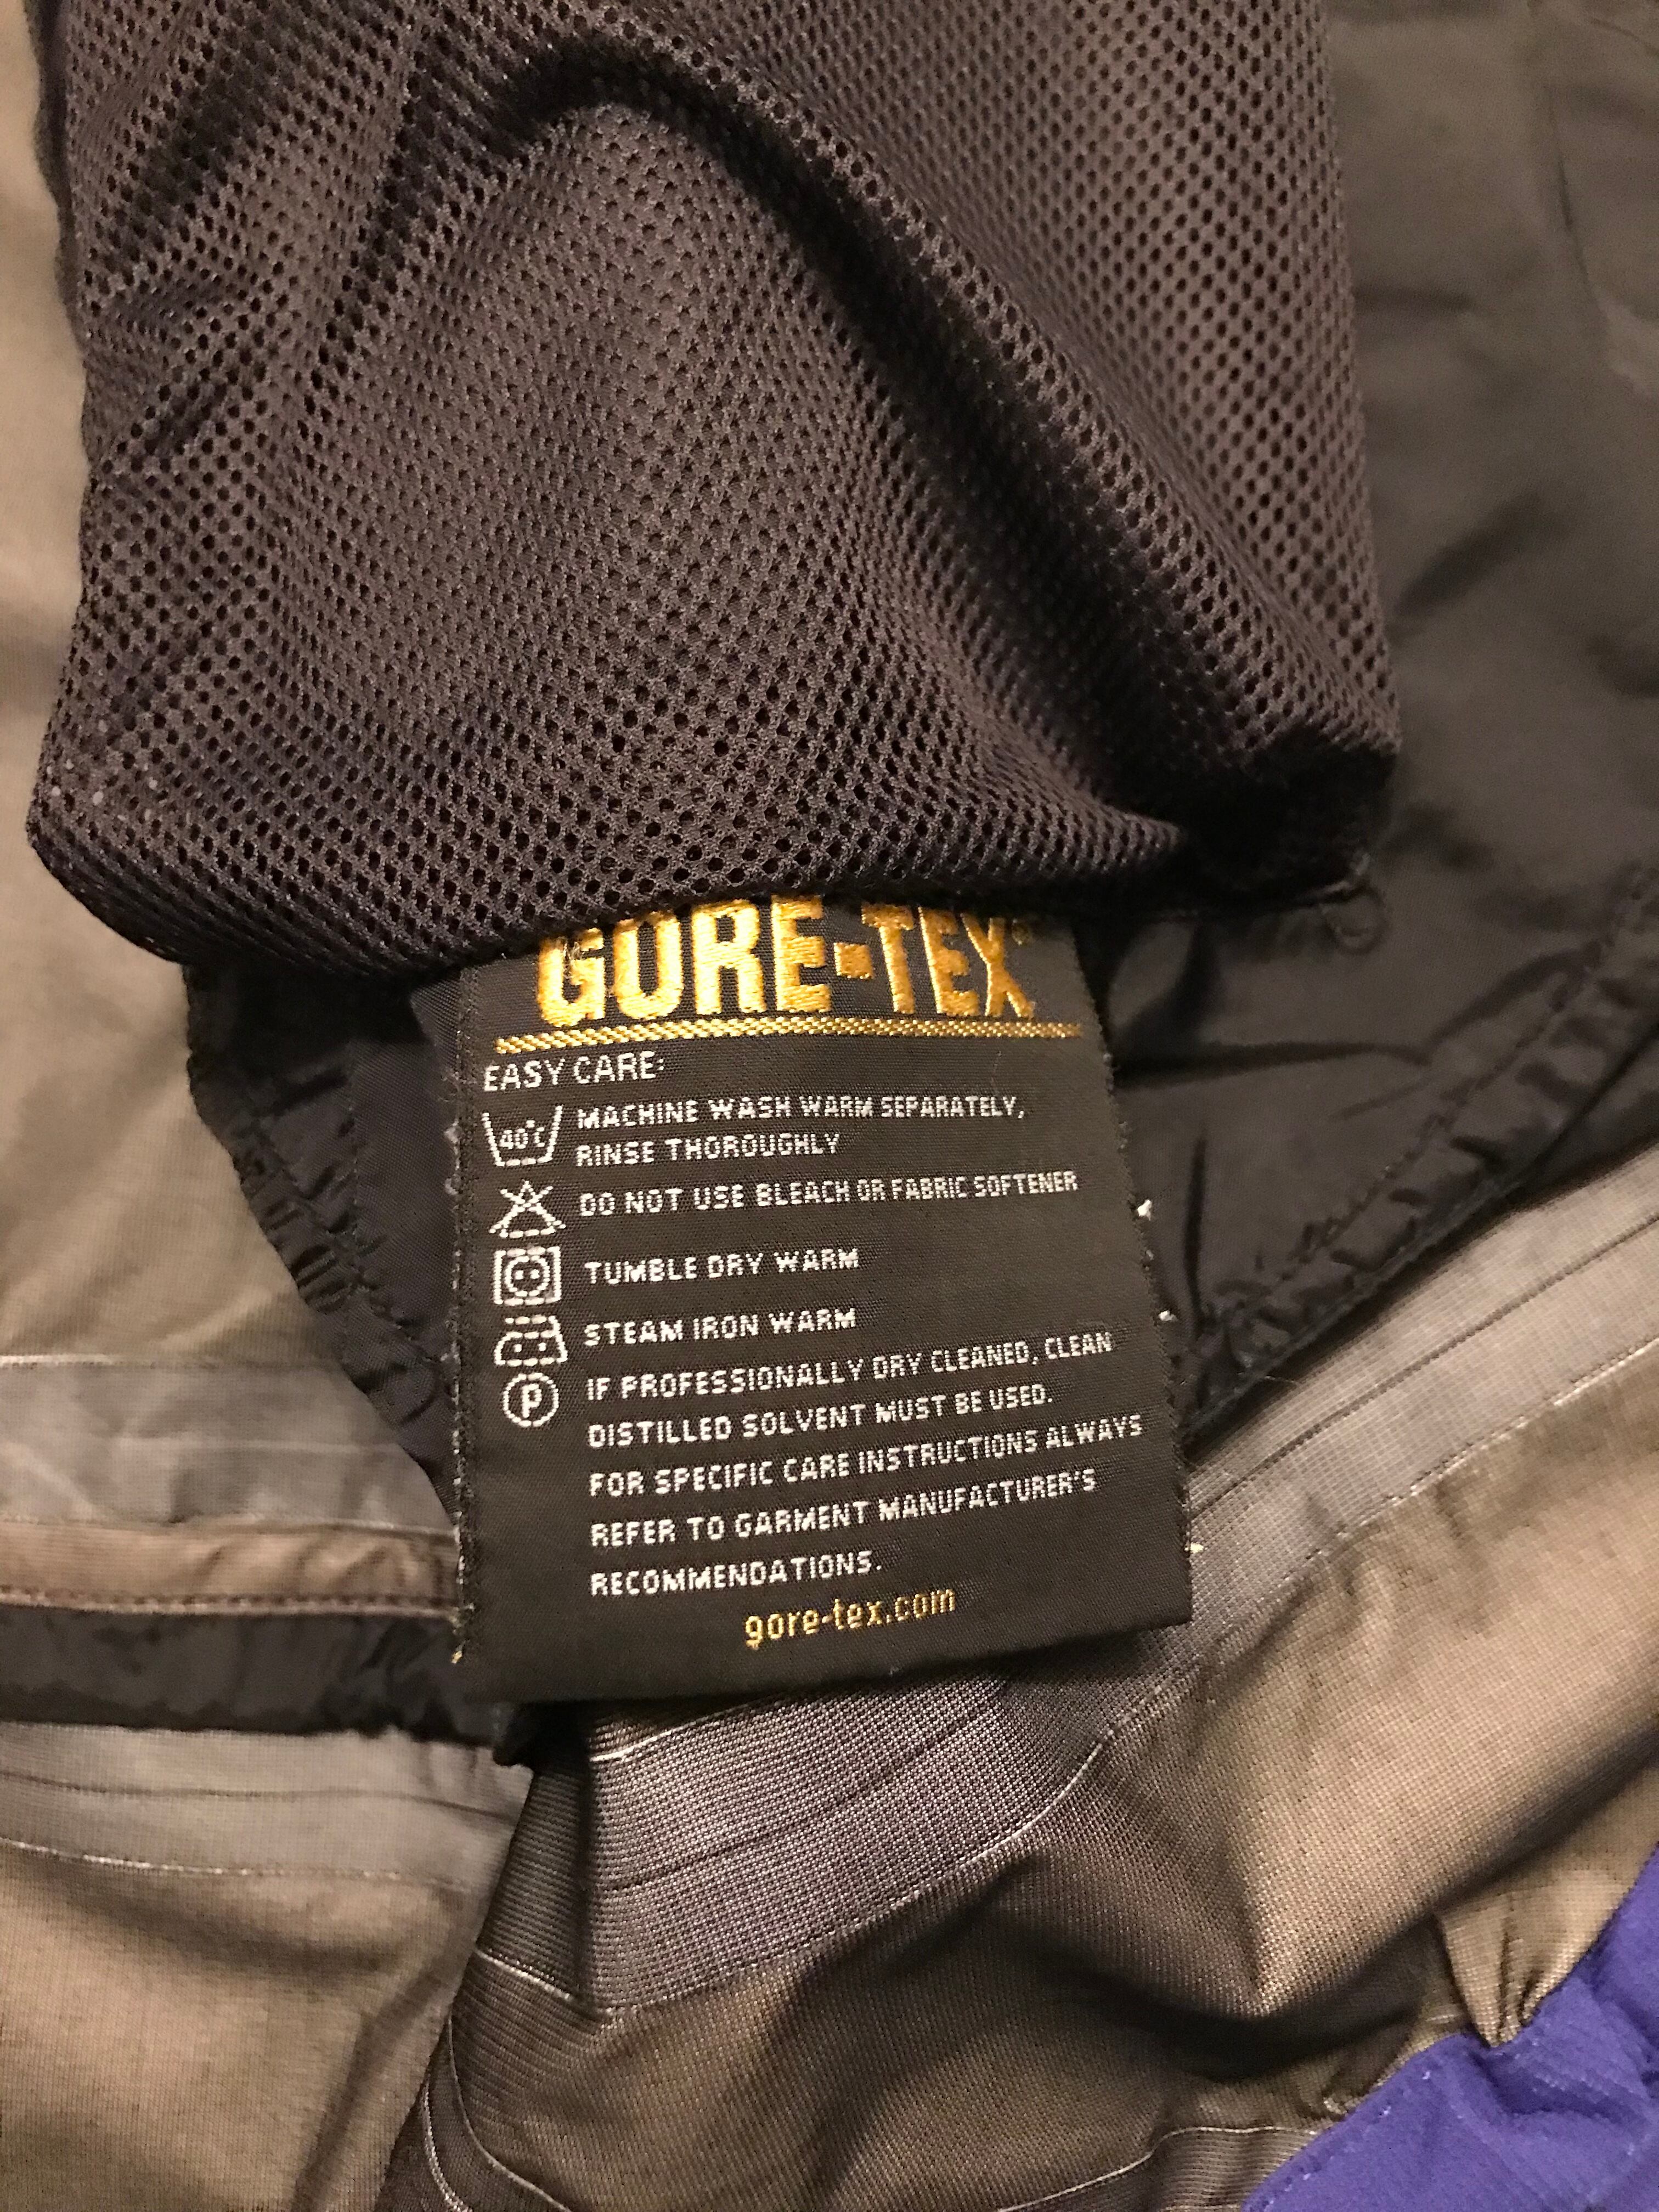 GORE-TEX®
EASY CARE:
40°C MACHINE WASH WARM SEPARATELY,
RINSE THOROUGHLY
DO NOT USE BLEACH OR FABRIC SOFTENER
TUMBLE DRY WARM
STEAM IRON WARM
P IF PROFESSIONALLY DRY CLEANED, CLEAN
DISTILLED SOLVENT MUST BE USED.
FOR SPECIFIC CARE INSTRUCTIONS ALWAYS
REFER TO GARMENT MANUFACTURER'S
RECOMMENDATIONS.
gore-tex.com